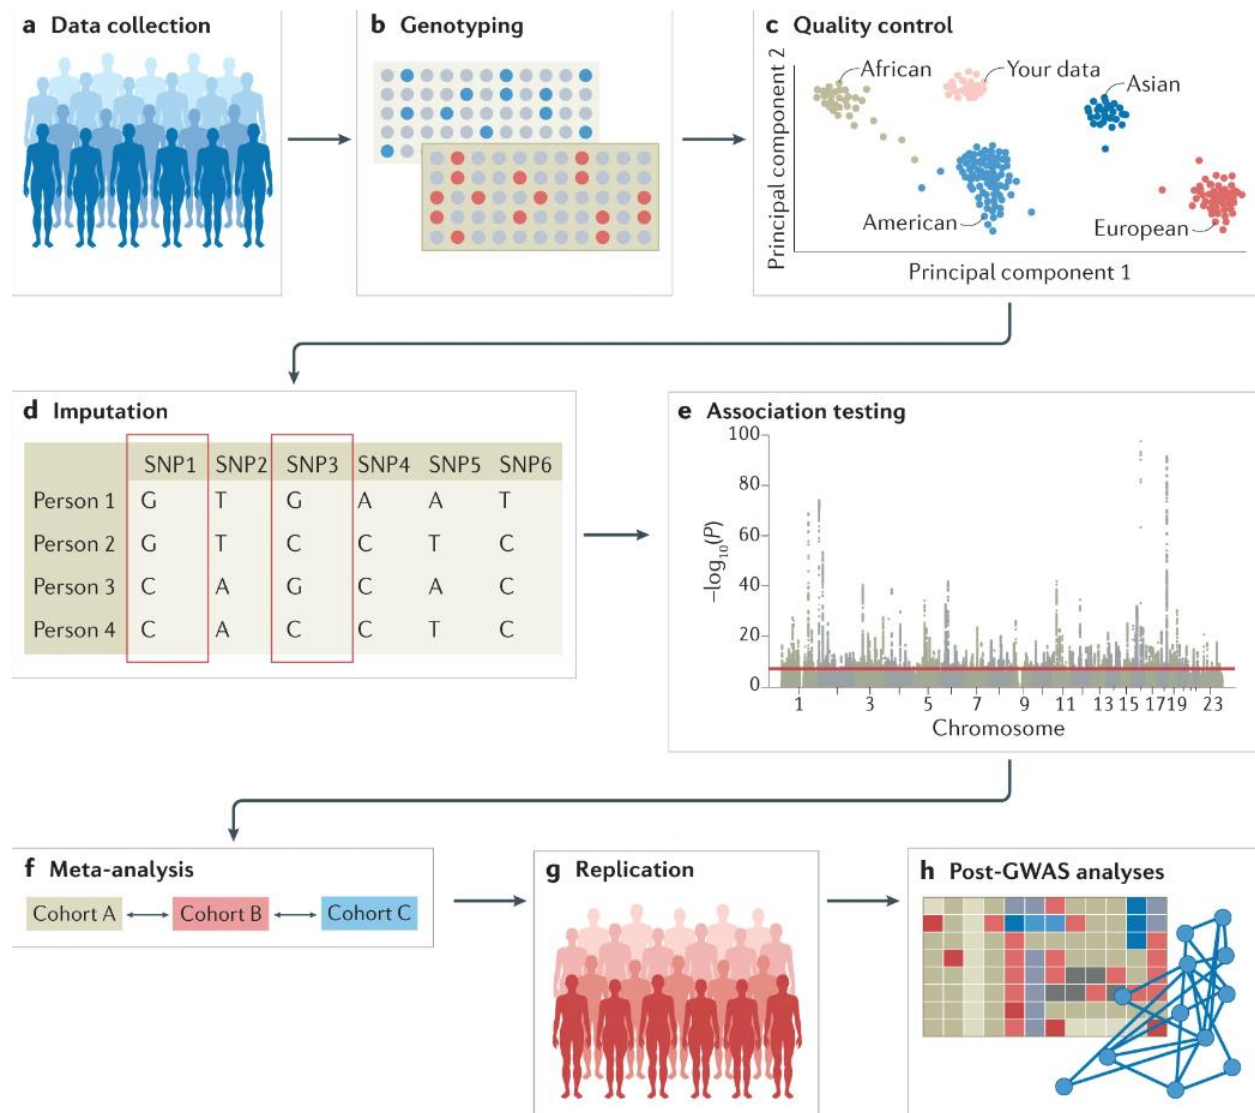 a Data collection
b Genotyping
c Quality control
Principal component 2
African
Your data
Asian
American
European
Principal component 1
d Imputation
SNP1 SNP2 SNP3 SNP4 SNP5 SNP6
Person 1 G T G A A T
Person 2 G T C C T C
Person 3 C A G C A C
Person 4 C A C C T C
e Association testing
–log10(P)
100
80
60
40
20
0
1 3 5 7 9 11 13 15 17 19 23
Chromosome
f Meta-analysis
Cohort A Cohort B Cohort C
g Replication
h Post-GWAS analyses